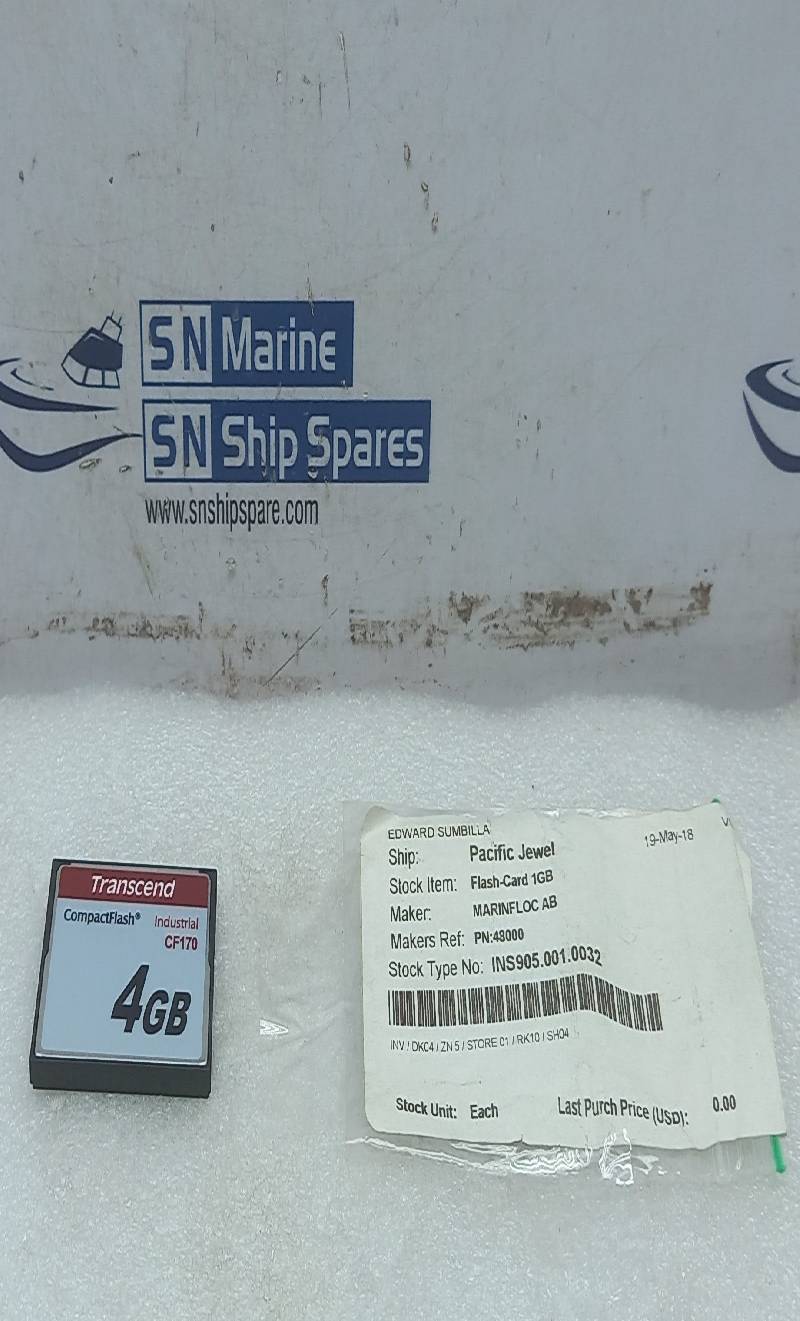 SN Marine
SN Ship Spares
www.snshipspare.com
Transcend
CompactFlash® Industrial
CF170
4GB
EDWARD SUMBILLA 19-May-18
Ship: Pacific Jewel
Stock Item: Flash-Card 1GB
Maker: MARINFLOC AB
Makers Ref: PN:48000
Stock Type No: INS905.001.0032
INV / DKC4 / ZN 5 / STORE 01 / RK10 / SH04
Stock Unit: Each Last Purch Price (USD): 0.00